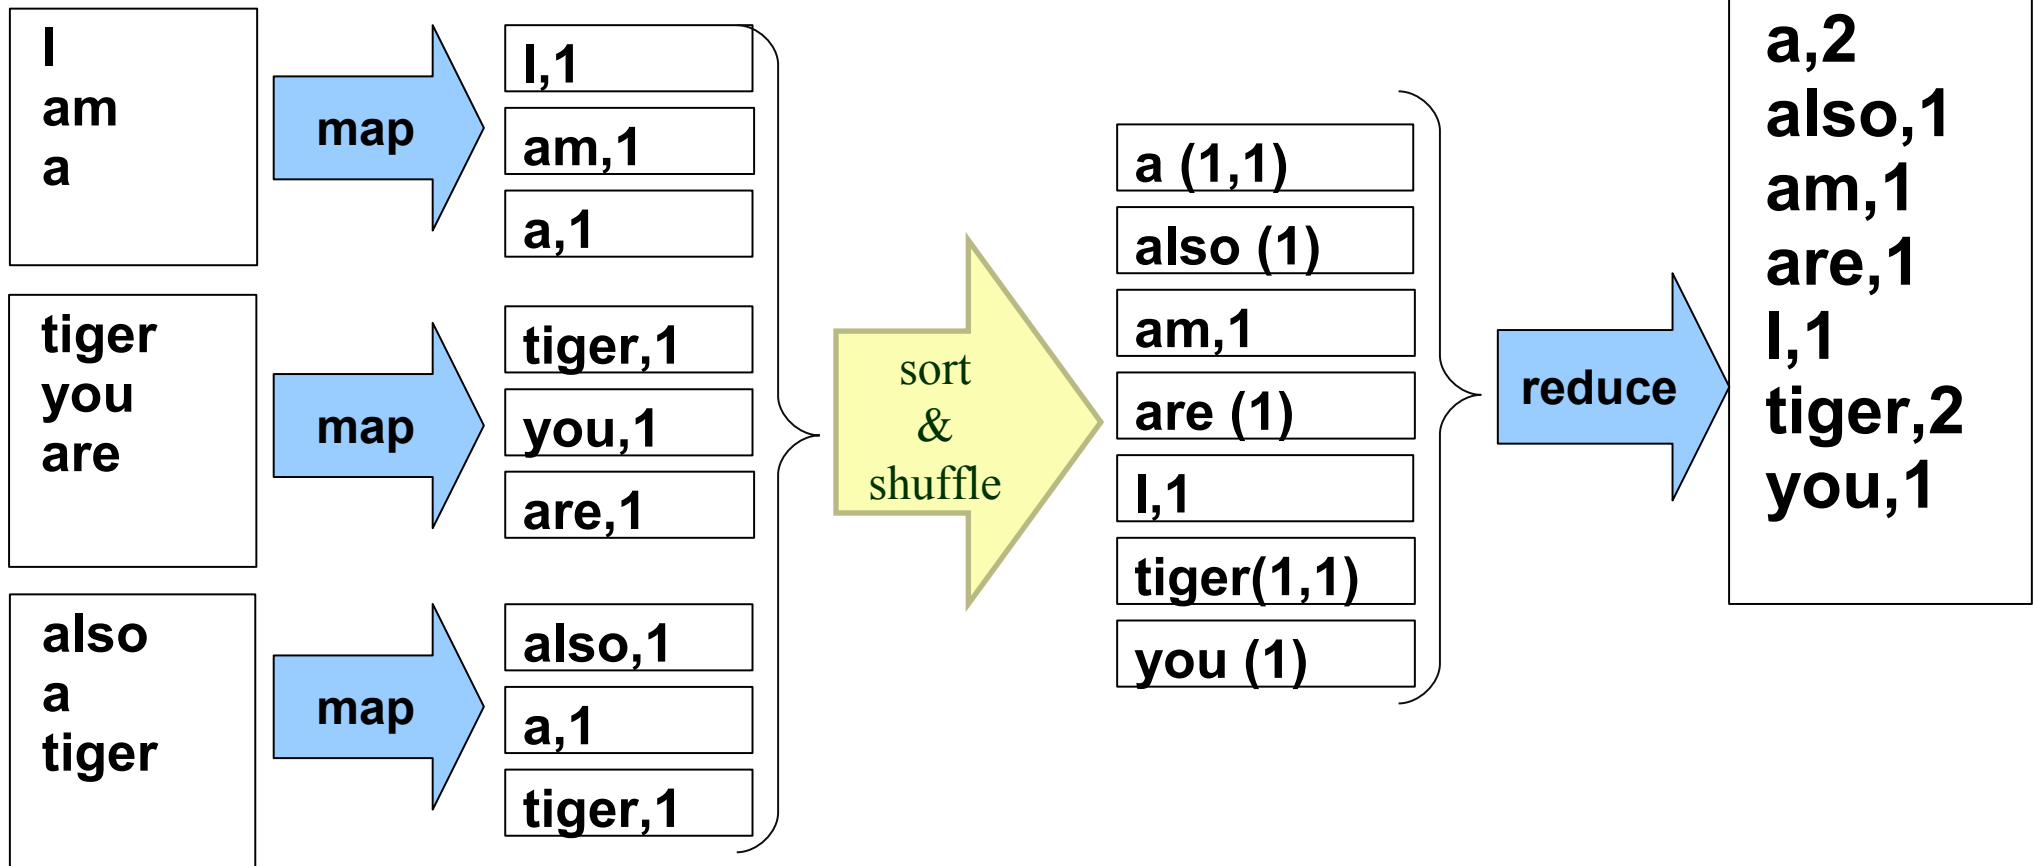 I
am
a
map
I,1
am,1
a,1
tiger
you
are
map
tiger,1
you,1
are,1
also
a
tiger
map
also,1
a,1
tiger,1
sort
&
shuffle
a (1,1)
also (1)
am,1
are (1)
I,1
tiger(1,1)
you (1)
reduce
a,2
also,1
am,1
are,1
I,1
tiger,2
you,1